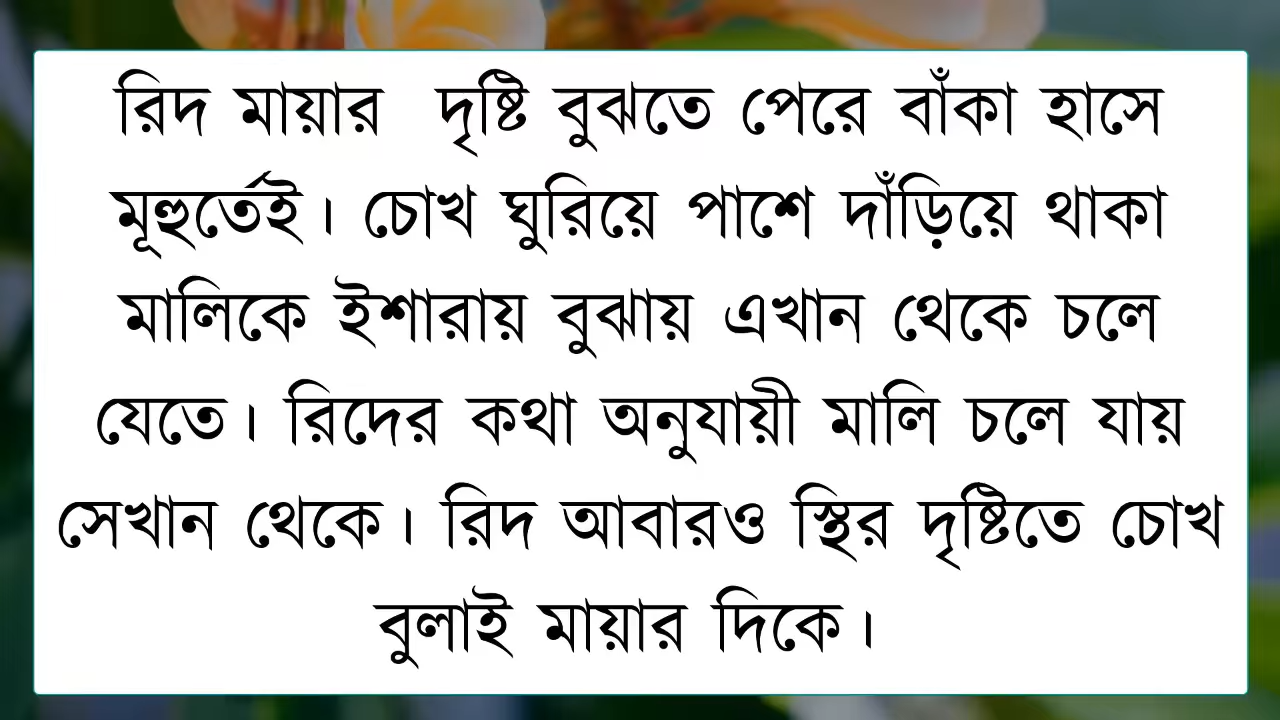 রিদ মায়ার দৃষ্টি বুঝতে পেরে বাঁকা হাসে
মূহুর্তেই। চোখ ঘুরিয়ে পাশে দাঁড়িয়ে থাকা
মালিকে ইশারায় বুঝায় এখান থেকে চলে
যেতে। রিদের কথা অনুযায়ী মালি চলে যায়
সেখান থেকে। রিদ আবারও স্থির দৃষ্টিতে চোখ
বুলাই মায়ার দিকে।